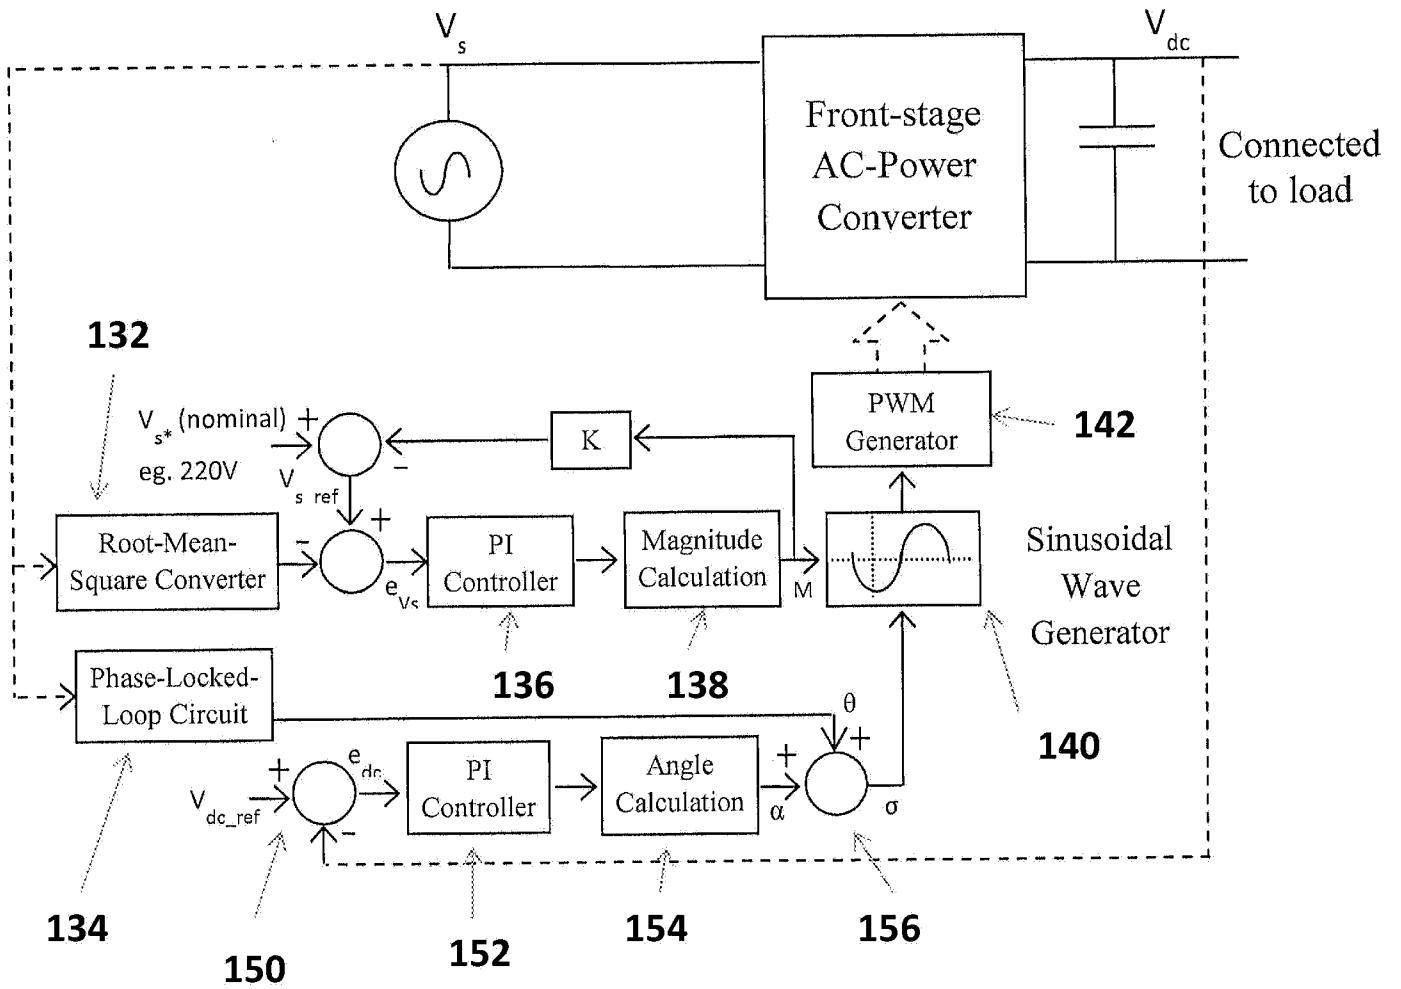 V
s
V
dc
Front-stage
AC-Power
Converter
Connected
to load
132
V
s*
(nominal)
eg. 220V
+
-
K
PWM
Generator
142
V
s_ref
Root-Mean-
Square Converter
-
+
e
Vs
PI
Controller
Magnitude
Calculation
M
Sinusoidal
Wave
Generator
136
138
140
Phase-Locked-
Loop Circuit
θ
+
V
dc_ref
+
-
e
dc
PI
Controller
Angle
Calculation
+
α
σ
134
150
152
154
156